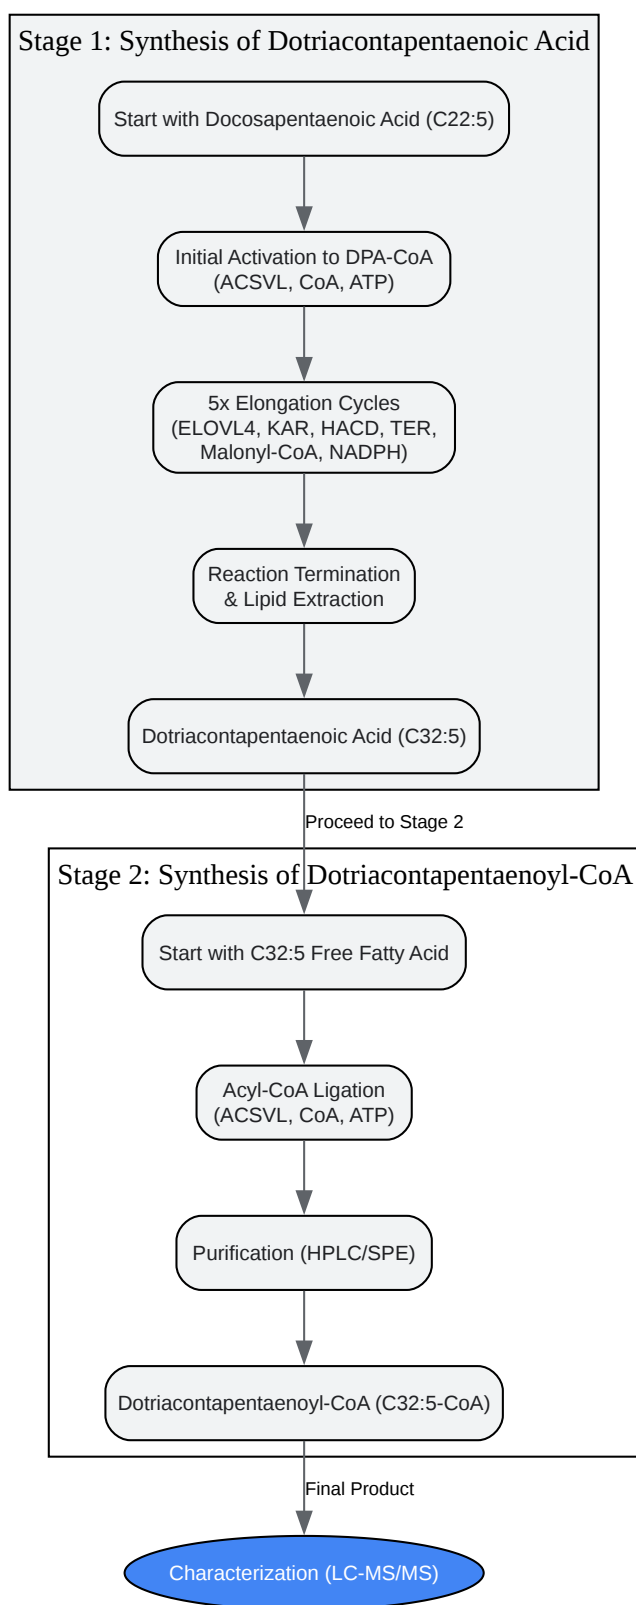 Stage 1: Synthesis of Dotriacontapentaenoic Acid
Start with Docosapentaenoic Acid (C22:5)
Initial Activation to DPA-CoA
(ACSVL, CoA, ATP)
5x Elongation Cycles
(ELOVL4, KAR, HACD, TER,
Malonyl-CoA, NADPH)
Reaction Termination
& Lipid Extraction
Dotriacontapentaenoic Acid (C32:5)
Proceed to Stage 2
Stage 2: Synthesis of Dotriacontapentaenoyl-CoA
Start with C32:5 Free Fatty Acid
Acyl-CoA Ligation
(ACSVL, CoA, ATP)
Purification (HPLC/SPE)
Dotriacontapentaenoyl-CoA (C32:5-CoA)
Final Product
Characterization (LC-MS/MS)